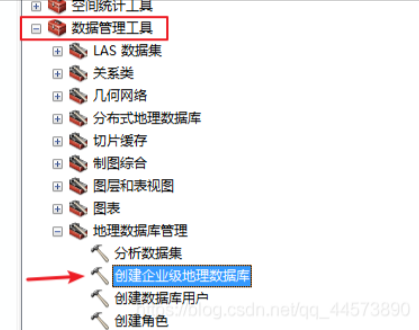 空间统计工具
数据管理工具
LAS 数据集
关系类
几何网络
分布式地理数据库
切片缓存
制图综合
图层和表视图
图表
地理数据库管理
分析数据集
创建企业级地理数据库
创建数据库用户
创建角色
https://blog.csdn.net/qq_44573890